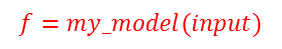 f = my_model(input)